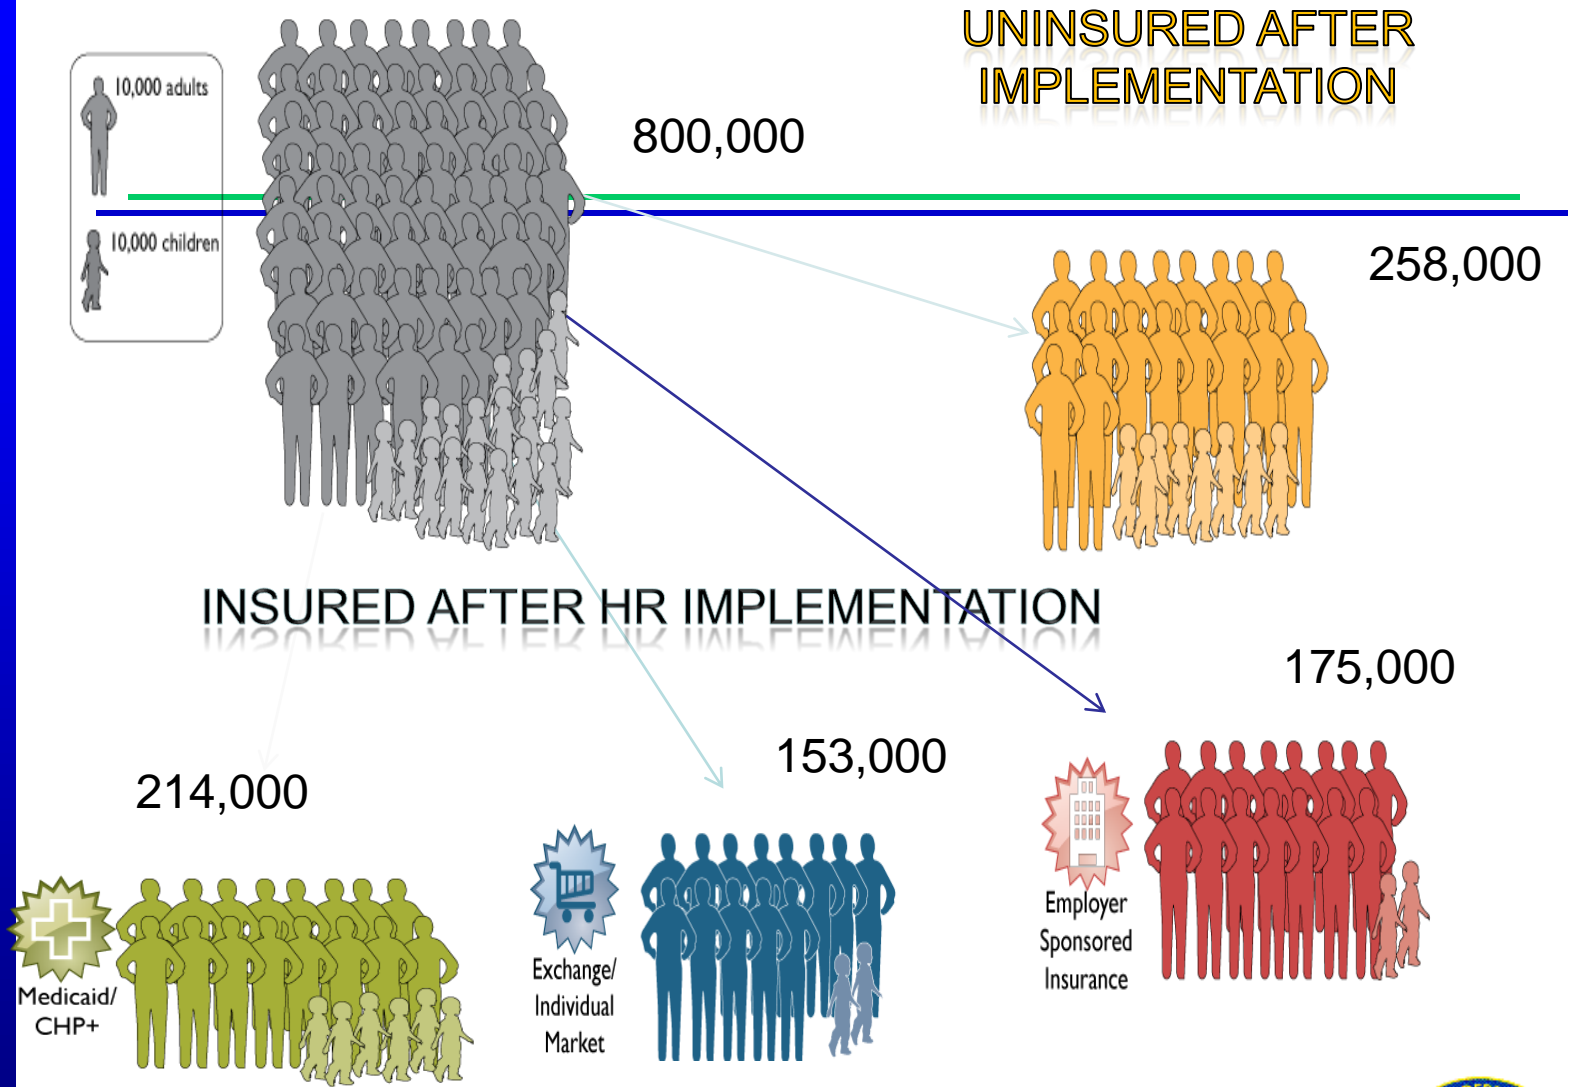 UNINSURED AFTER
IMPLEMENTATION
10,000 adults
800,000
10,000 children
258,000
INSURED AFTER HR IMPLEMENTATION
175,000
153,000
214,000
Employer
Sponsored
Insurance
Exchange/
Individual
Market
Medicaid/
CHP+